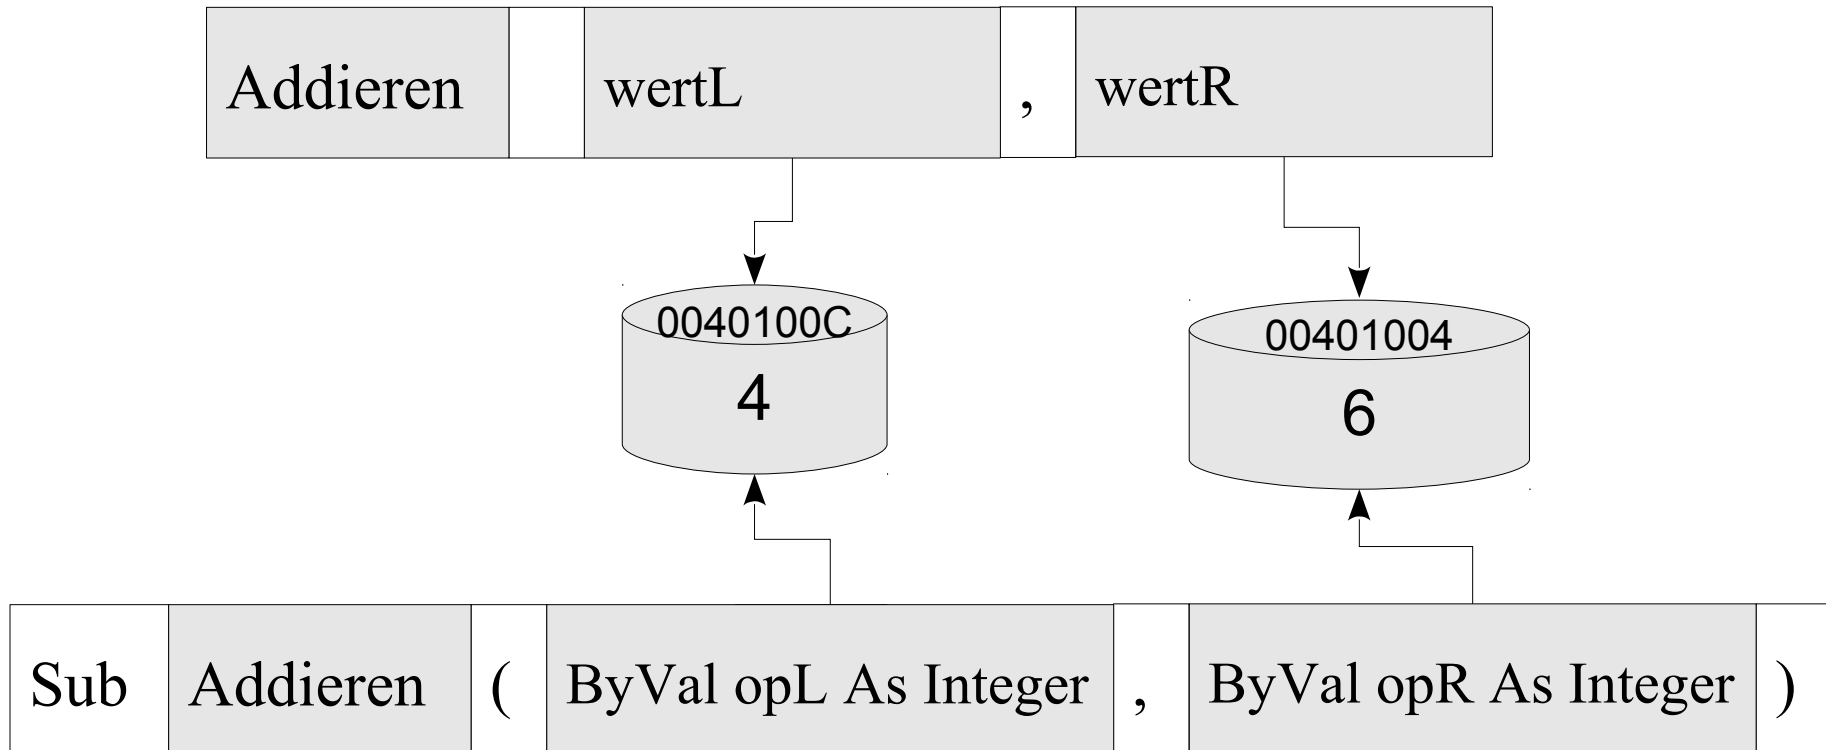 Addieren wertL , wertR
0040100C 00401004
4 6
Sub Addieren ( ByVal opL As Integer , ByVal opR As Integer )